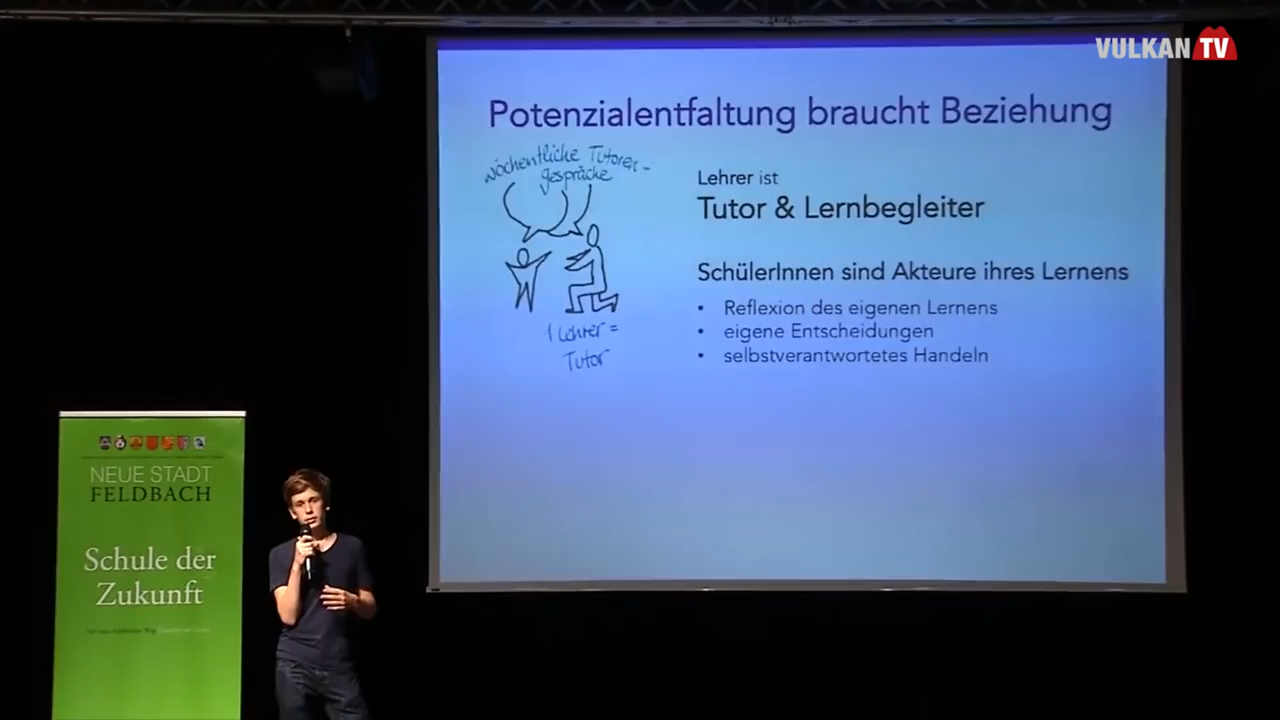 VULKAN TV
Potenzialentfaltung braucht Beziehung
wöchentliche Tutoren-
gespräche
1 Lehrer =
Tutor
Lehrer ist
Tutor & Lernbegleiter
SchülerInnen sind Akteure ihres Lernens
• Reflexion des eigenen Lernens
• eigene Entscheidungen
• selbstverantwortetes Handeln
NEUE STADT
FELDBACH
Schule der
Zukunft